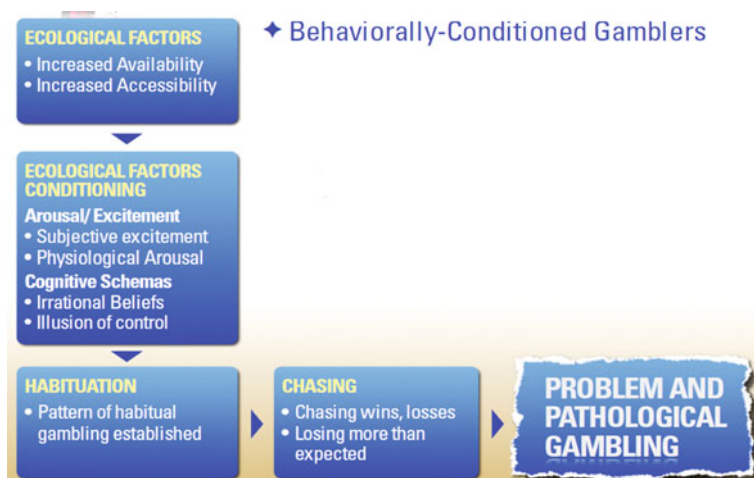 ✦ Behaviorally-Conditioned Gamblers
ECOLOGICAL FACTORS
• Increased Availability
• Increased Accessibility
ECOLOGICAL FACTORS
CONDITIONING
Arousal/ Excitement
• Subjective excitement
• Physiological Arousal
Cognitive Schemas
• Irrational Beliefs
• Illusion of control
HABITUATION
• Pattern of habitual
gambling established
CHASING
• Chasing wins, losses
• Losing more than
expected
PROBLEM AND
PATHOLOGICAL
GAMBLING